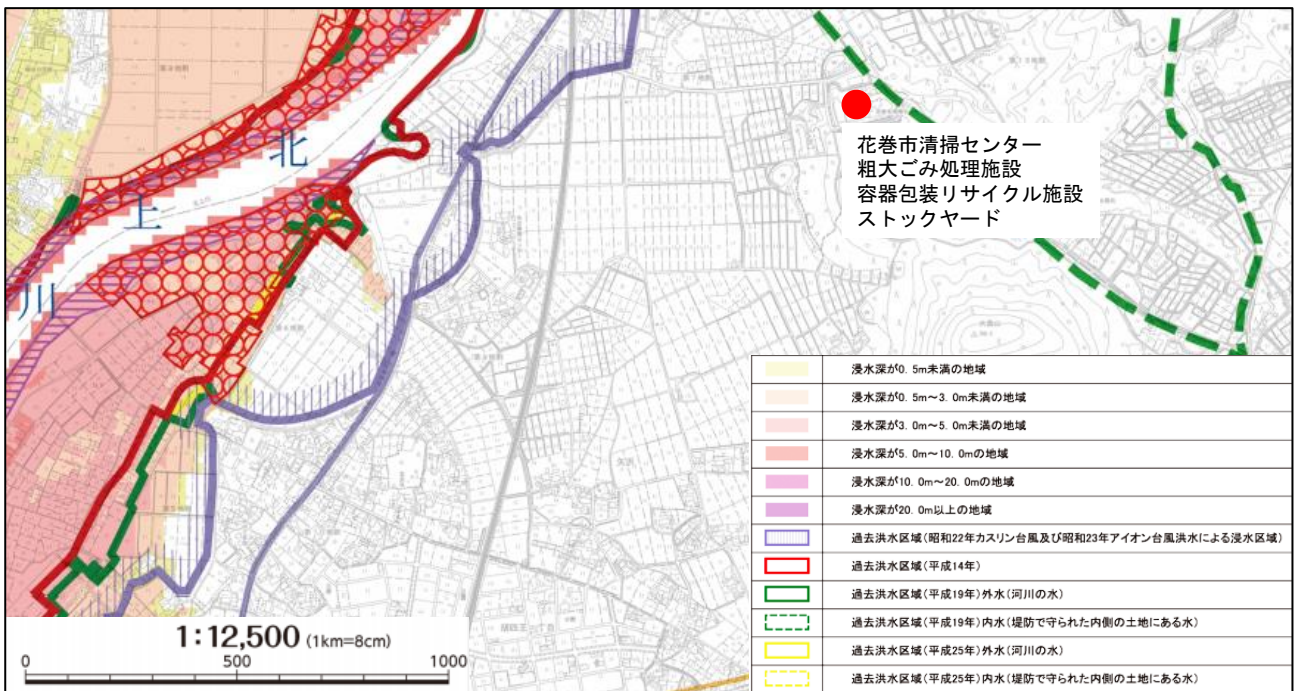 北
上
川
花巻市清掃センター
粗大ごみ処理施設
容器包装リサイクル施設
ストックヤード
浸水深が0.5m未満の地域
浸水深が0.5m～3.0m未満の地域
浸水深が3.0m～5.0m未満の地域
浸水深が5.0m～10.0mの地域
浸水深が10.0m～20.0mの地域
浸水深が20.0m以上の地域
過去洪水区域(昭和22年カスリン台風及び昭和23年アイオン台風洪水による浸水区域)
過去洪水区域(平成14年)
過去洪水区域(平成19年)外水(河川の水)
過去洪水区域(平成19年)内水(堤防で守られた内側の土地にある水)
過去洪水区域(平成25年)外水(河川の水)
過去洪水区域(平成25年)内水(堤防で守られた内側の土地にある水)
1:12,500 (1km=8cm)
0 500 1000